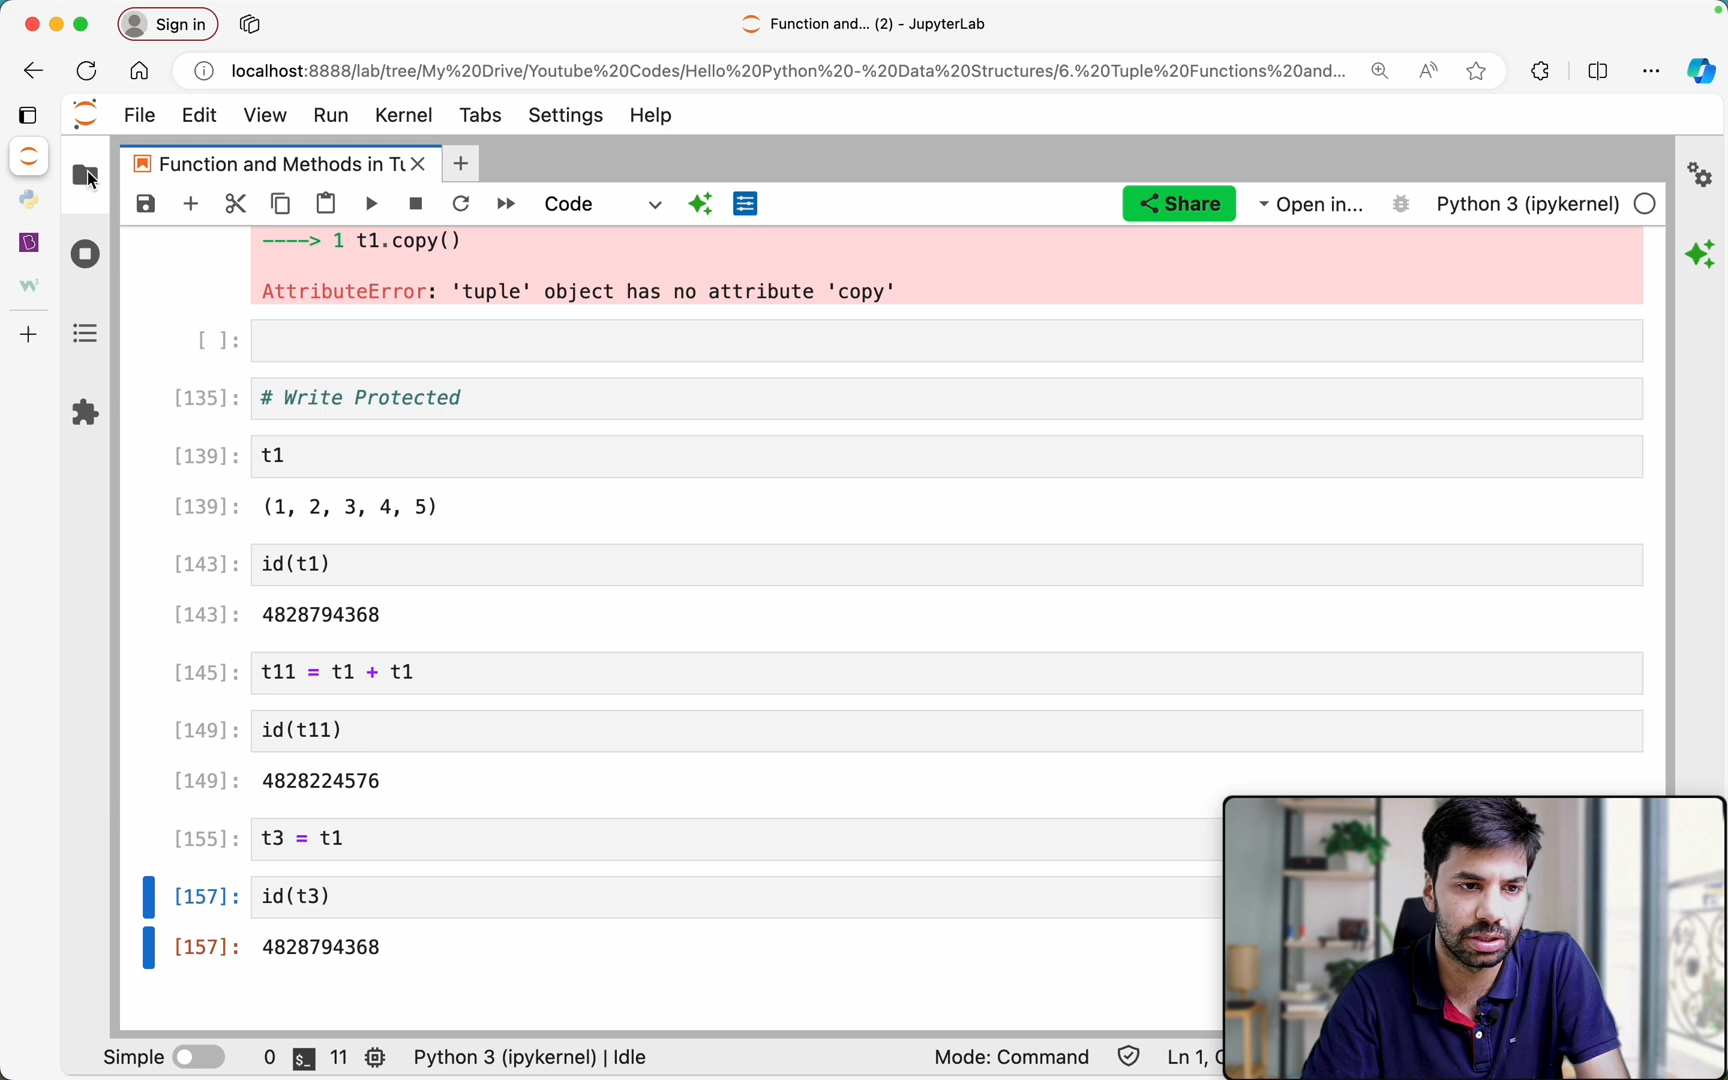 Sign in
Function and... (2) - JupyterLab
localhost:8888/lab/tree/My%20Drive/Youtube%20Codes/Hello%20Python%20-%20Data%20Structures/6.%20Tuple%20Functions%20and...
File Edit View Run Kernel Tabs Settings Help
Function and Methods in Tu
Code
Share
Open in...
Python 3 (ipykernel)
----> 1 t1.copy()
AttributeError: 'tuple' object has no attribute 'copy'
[ ]:
[135]: # Write Protected
[139]: t1
[139]: (1, 2, 3, 4, 5)
[143]: id(t1)
[143]: 4828794368
[145]: t11 = t1 + t1
[149]: id(t11)
[149]: 4828224576
[155]: t3 = t1
[157]: id(t3)
[157]: 4828794368
Simple 0 $_ 11 Python 3 (ipykernel) | Idle Mode: Command Ln 1, C